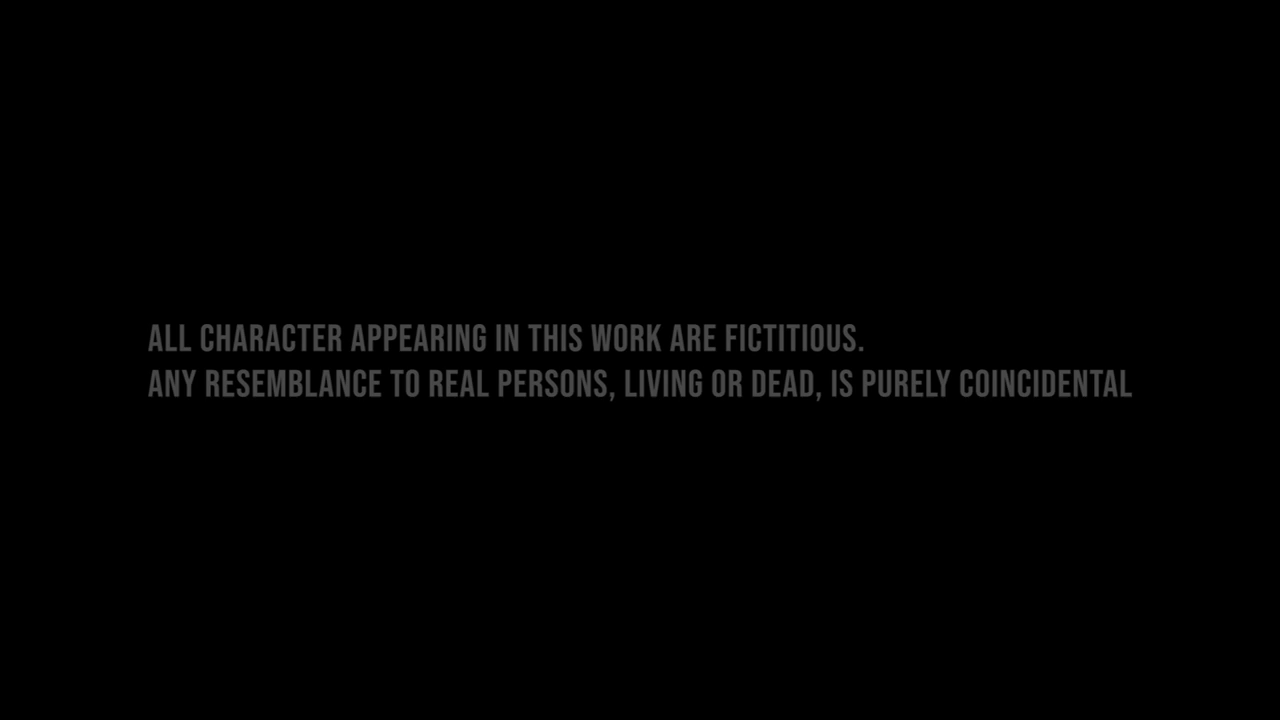 ALL CHARACTER APPEARING IN THIS WORK ARE FICTITIOUS.
ANY RESEMBLANCE TO REAL PERSONS, LIVING OR DEAD, IS PURELY COINCIDENTAL